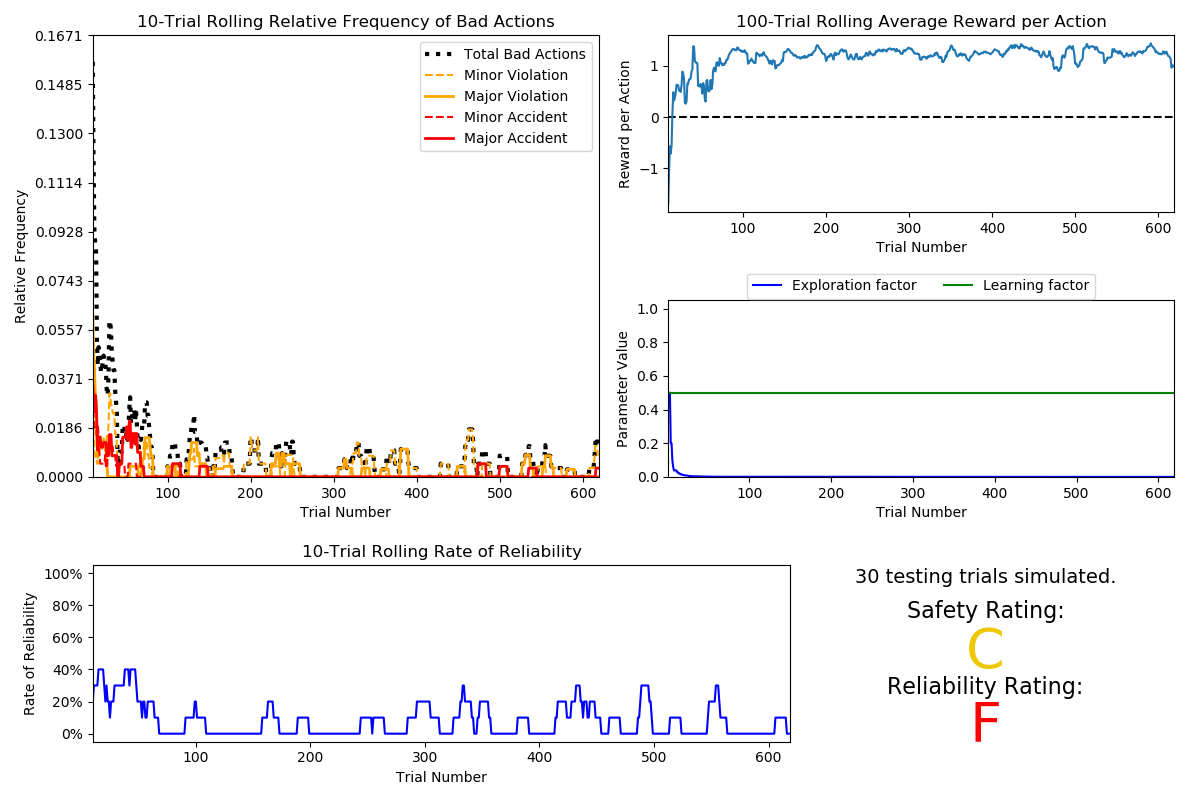 10-Trial Rolling Relative Frequency of Bad Actions
0.1671
0.1485
0.1300
0.1114
0.0928
0.0743
0.0557
0.0371
0.0186
0.0000
Relative Frequency
Total Bad Actions
Minor Violation
Major Violation
Minor Accident
Major Accident
100 200 300 400 500 600
Trial Number
100-Trial Rolling Average Reward per Action
1
0
−1
Reward per Action
100 200 300 400 500 600
Trial Number
Exploration factor Learning factor
1.0
0.8
0.6
0.4
0.2
0.0
Parameter Value
100 200 300 400 500 600
Trial Number
10-Trial Rolling Rate of Reliability
100%
80%
60%
40%
20%
0%
Rate of Reliability
100 200 300 400 500 600
Trial Number
30 testing trials simulated.
Safety Rating:
C
Reliability Rating:
F